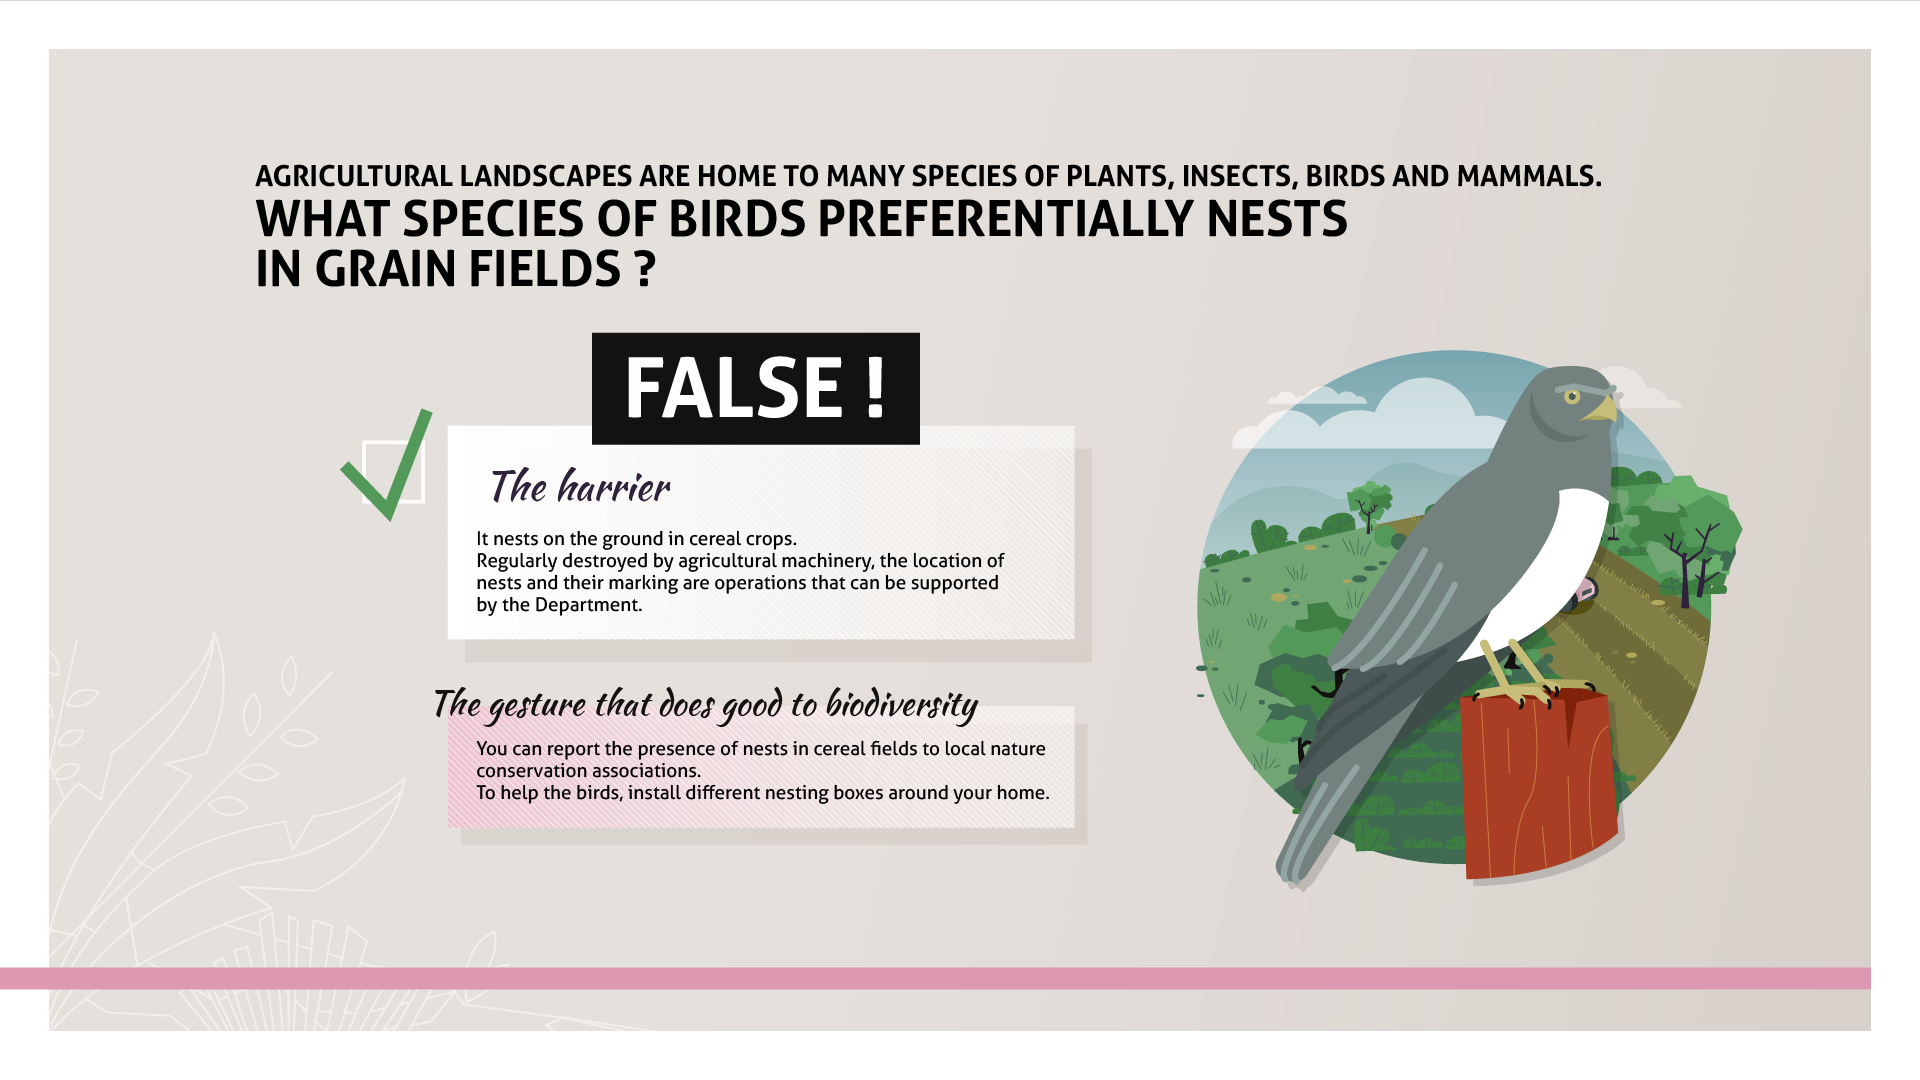 AGRICULTURAL LANDSCAPES ARE HOME TO MANY SPECIES OF PLANTS, INSECTS, BIRDS AND MAMMALS.
WHAT SPECIES OF BIRDS PREFERENTIALLY NESTS
IN GRAIN FIELDS ?
FALSE !
The harrier
It nests on the ground in cereal crops.
Regularly destroyed by agricultural machinery, the location of
nests and their marking are operations that can be supported
by the Department.
The gesture that does good to biodiversity
You can report the presence of nests in cereal fields to local nature
conservation associations.
To help the birds, install different nesting boxes around your home.